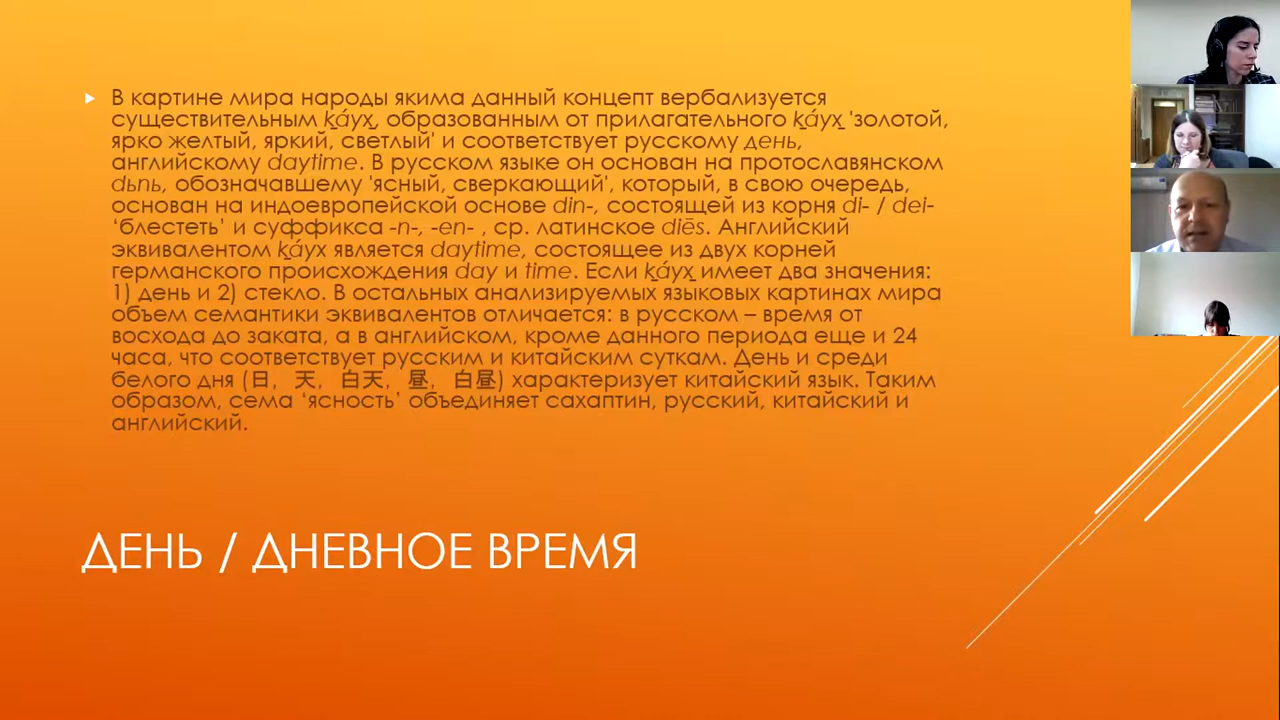 В картине мира народы якима данный концепт вербализуется
существительным ḵáyx̱, образованным от прилагательного ḵáyx̱ 'золотой,
ярко желтый, яркий, светлый' и соответствует русскому день,
английскому daytime. В русском языке он основан на протославянском
dьnь, обозначавшему 'ясный, сверкающий', который, в свою очередь,
основан на индоевропейской основе din-, состоящей из корня di- / dei-
‘блестеть’ и суффикса -n-, -en- , ср. латинское diēs. Английский
эквивалентом ḵáyx является daytime, состоящее из двух корней
германского происхождения day и time. Если ḵáyx̱ имеет два значения:
1) день и 2) стекло. В остальных анализируемых языковых картинах мира
объем семантики эквивалентов отличается: в русском – время от
восхода до заката, а в английском, кроме данного периода еще и 24
часа, что соответствует русским и китайским суткам. День и среди
белого дня (日, 天, 白天, 昼, 白昼) характеризует китайский язык. Таким
образом, сема ‘ясность’ объединяет сахаптин, русский, китайский и
английский.
ДЕНЬ / ДНЕВНОЕ ВРЕМЯ